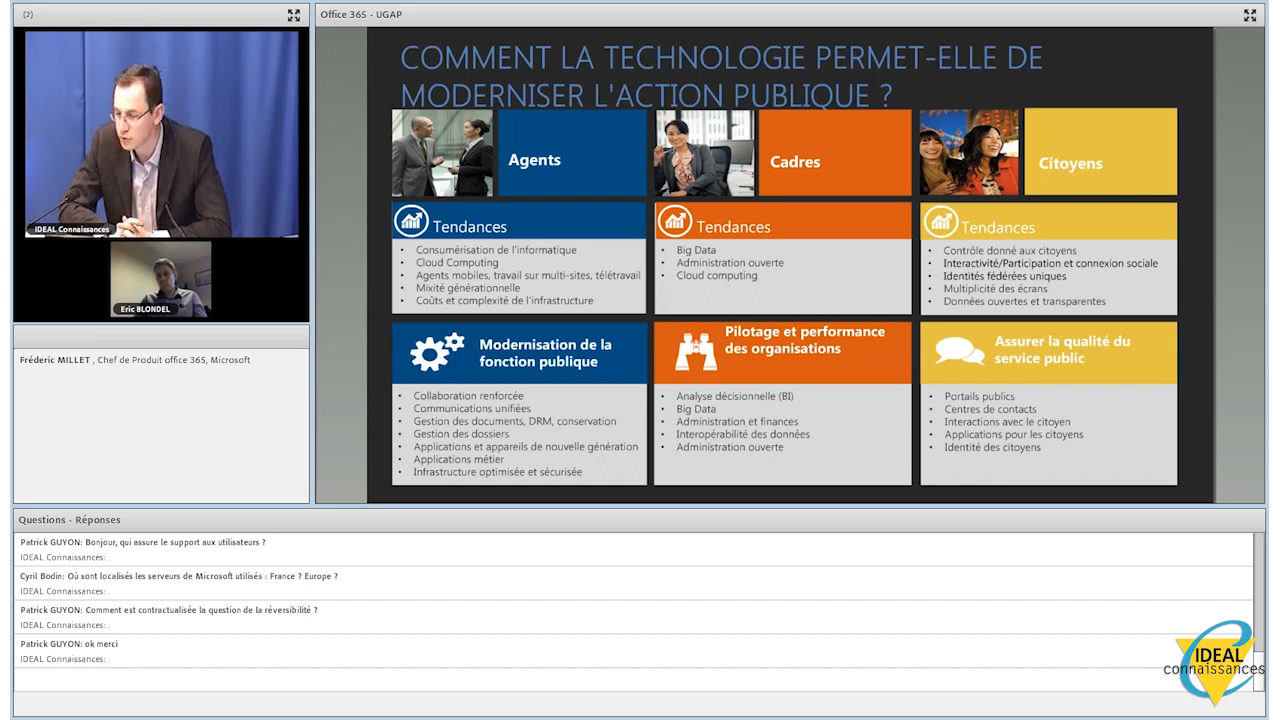 (2)
Office 365 - UGAP
IDEAL Connaissances
Eric BLONDEL
Fréderic MILLET , Chef de Produit office 365, Microsoft
COMMENT LA TECHNOLOGIE PERMET-ELLE DE
MODERNISER L'ACTION PUBLIQUE ?
Agents
Tendances
• Consumérisation de l'informatique
• Cloud Computing
• Agents mobiles, travail sur multi-sites, télétravail
• Mixité générationnelle
• Coûts et complexité de l'infrastructure
Modernisation de la
fonction publique
• Collaboration renforcée
• Communications unifiées
• Gestion des documents, DRM, conservation
• Gestion des dossiers
• Applications et appareils de nouvelle génération
• Applications métier
• Infrastructure optimisée et sécurisée
Cadres
Tendances
• Big Data
• Administration ouverte
• Cloud computing
Pilotage et performance
des organisations
• Analyse décisionnelle (BI)
• Big Data
• Administration et finances
• Interopérabilité des données
• Administration ouverte
Citoyens
Tendances
• Contrôle donné aux citoyens
• Interactivité/Participation et connexion sociale
• Identités fédérées uniques
• Multiplicité des écrans
• Données ouvertes et transparentes
Assurer la qualité du
service public
• Portails publics
• Centres de contacts
• Interactions avec le citoyen
• Applications pour les citoyens
• Identité des citoyens
Questions - Réponses
Patrick GUYON: Bonjour, qui assure le support aux utilisateurs ?
IDEAL Connaissances: .
Cyril Bodin: Où sont localisés les serveurs de Microsoft utilisés : France ? Europe ?
IDEAL Connaissances: .
Patrick GUYON: Comment est contractualisée la question de la réversibilité ?
IDEAL Connaissances: .
Patrick GUYON: ok merci
IDEAL Connaissances: .
IDEAL
connaissances